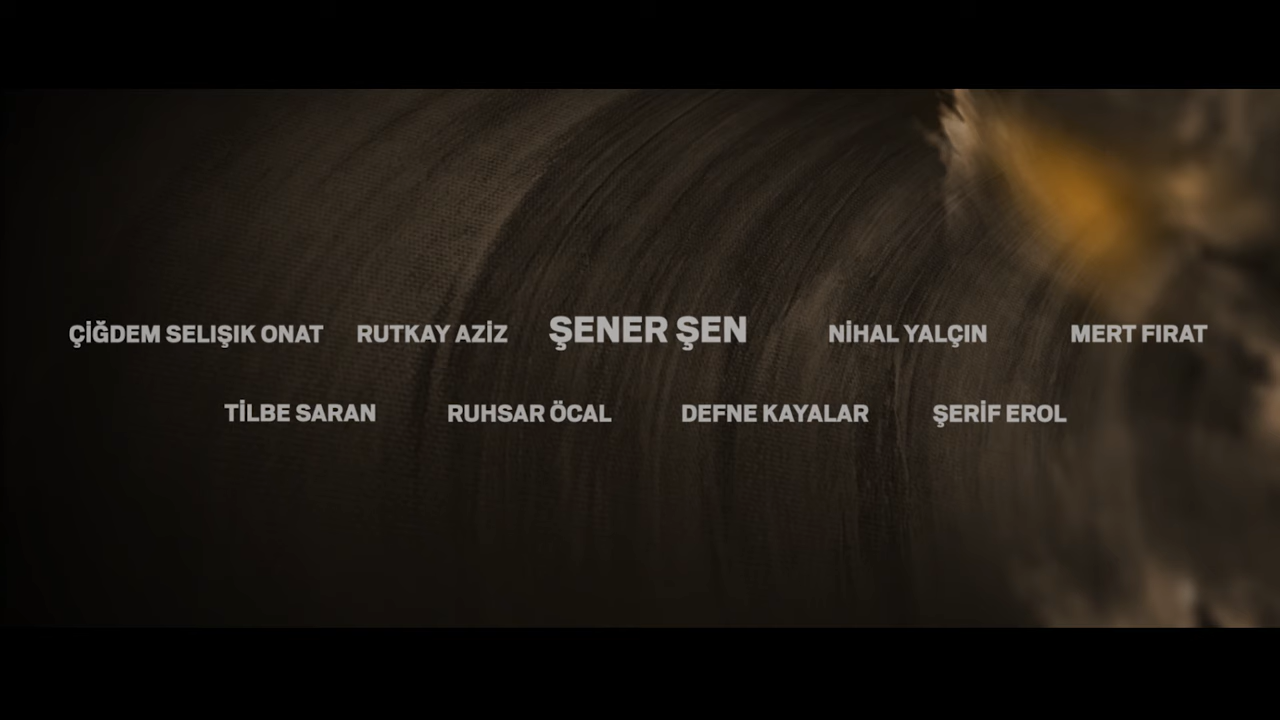 ÇİĞDEM SELIŞIK ONAT RUTKAY AZİZ ŞENER ŞEN NİHAL YALÇIN MERT FIRAT
TİLBE SARAN RUHSAR ÖCAL DEFNE KAYALAR ŞERİF EROL